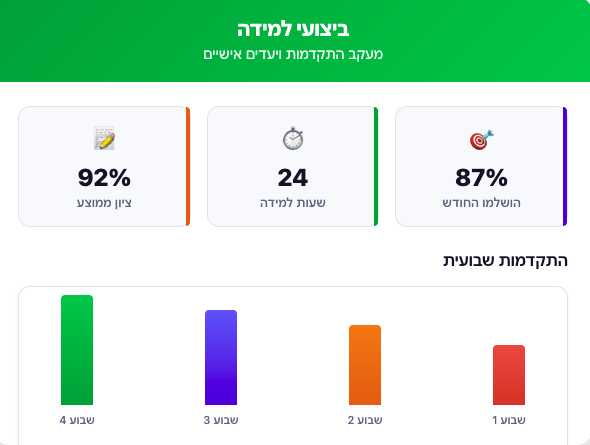 ביצועי למידה
מעקב התקדמות ויעדים אישיים
87%
הושלמו החודש
24
שעות למידה
92%
ציון ממוצע
התקדמות שבועית
שבוע 1
שבוע 2
שבוע 3
שבוע 4